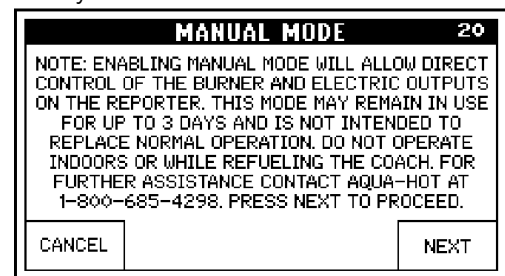 MANUAL MODE 20
NOTE: ENABLING MANUAL MODE WILL ALLOW DIRECT
CONTROL OF THE BURNER AND ELECTRIC OUTPUTS
ON THE REPORTER. THIS MODE MAY REMAIN IN USE
FOR UP TO 3 DAYS AND IS NOT INTENDED TO
REPLACE NORMAL OPERATION. DO NOT OPERATE
INDOORS OR WHILE REFUELING THE COACH. FOR
FURTHER ASSISTANCE CONTACT AQUA-HOT AT
1-800-685-4298. PRESS NEXT TO PROCEED.
CANCEL NEXT